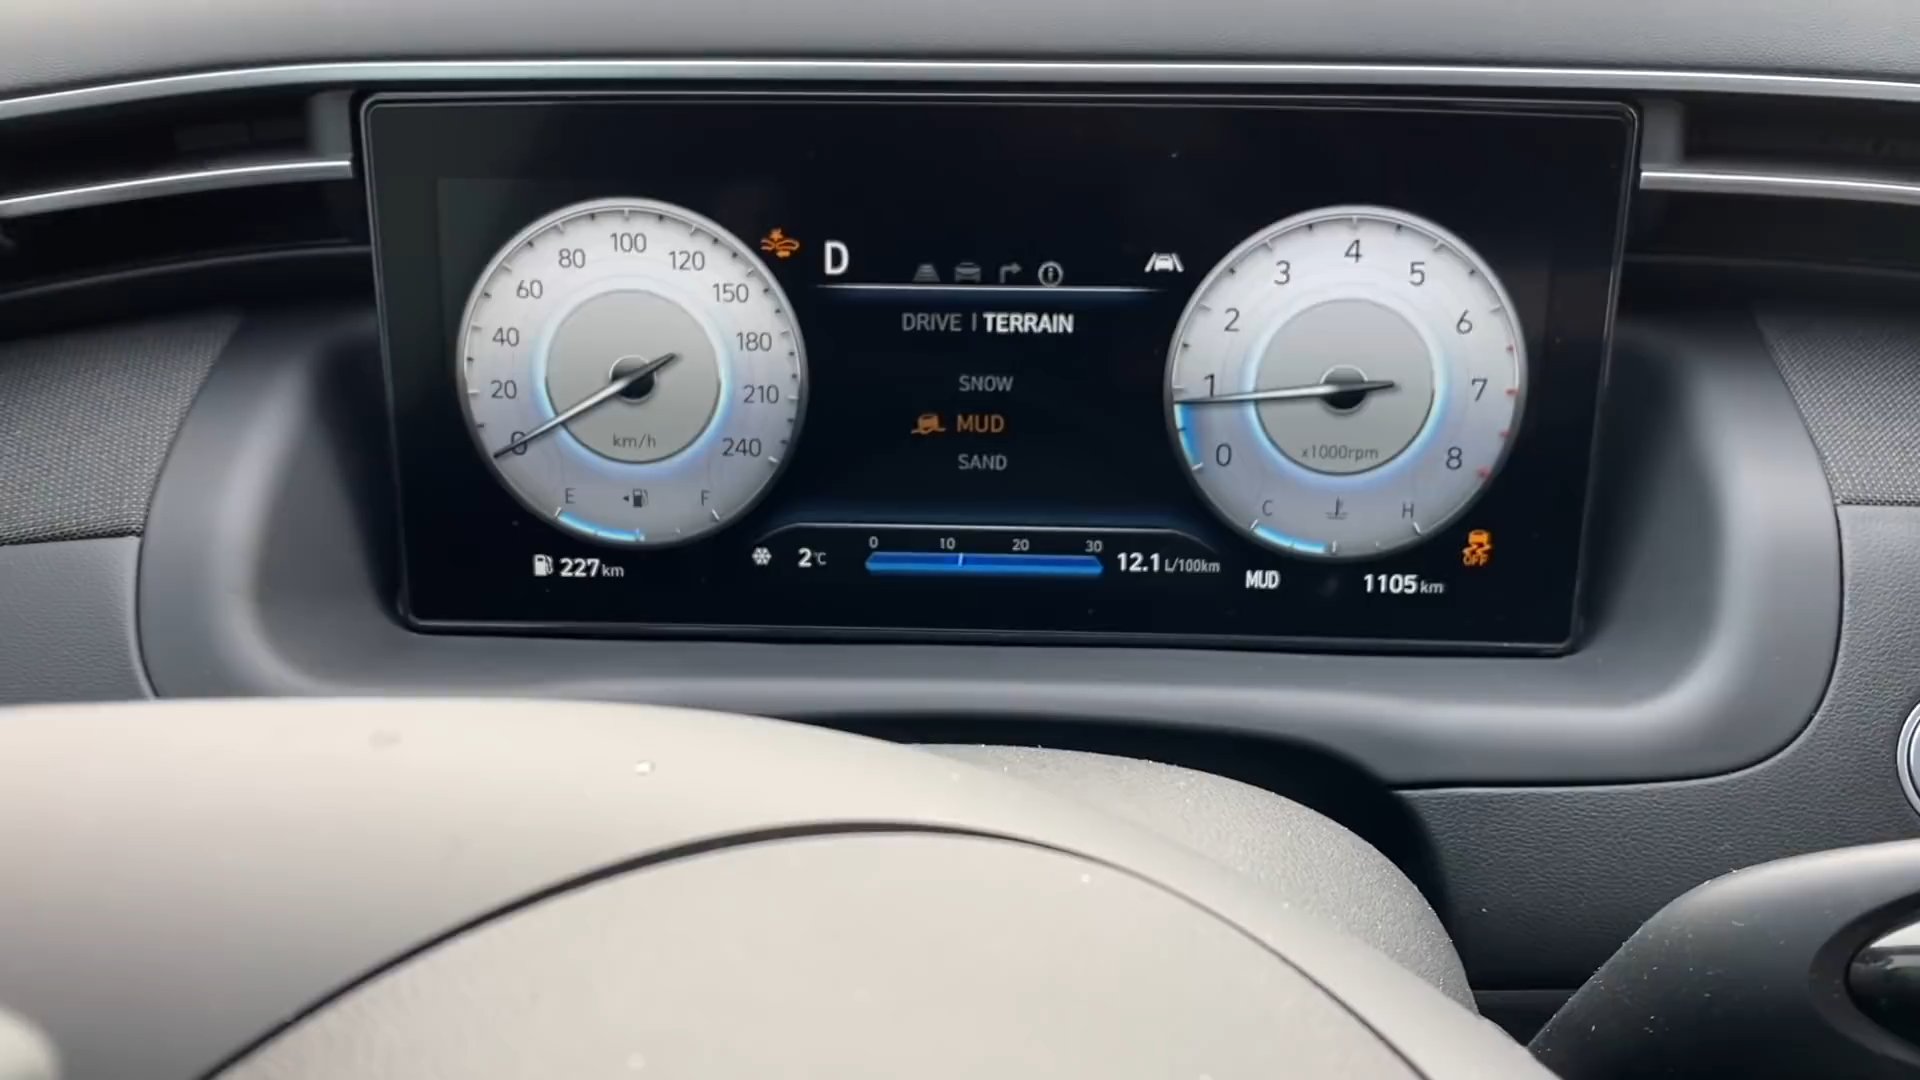 0
20
40
60
80
100
120
150
180
210
240
km/h
E
F
227 km
D
DRIVE | TERRAIN
SNOW
MUD
SAND
2°C
0 10 20 30
12.1 L/100km
0
1
2
3
4
5
6
7
8
x1000rpm
C
H
MUD
1105 km
OFF